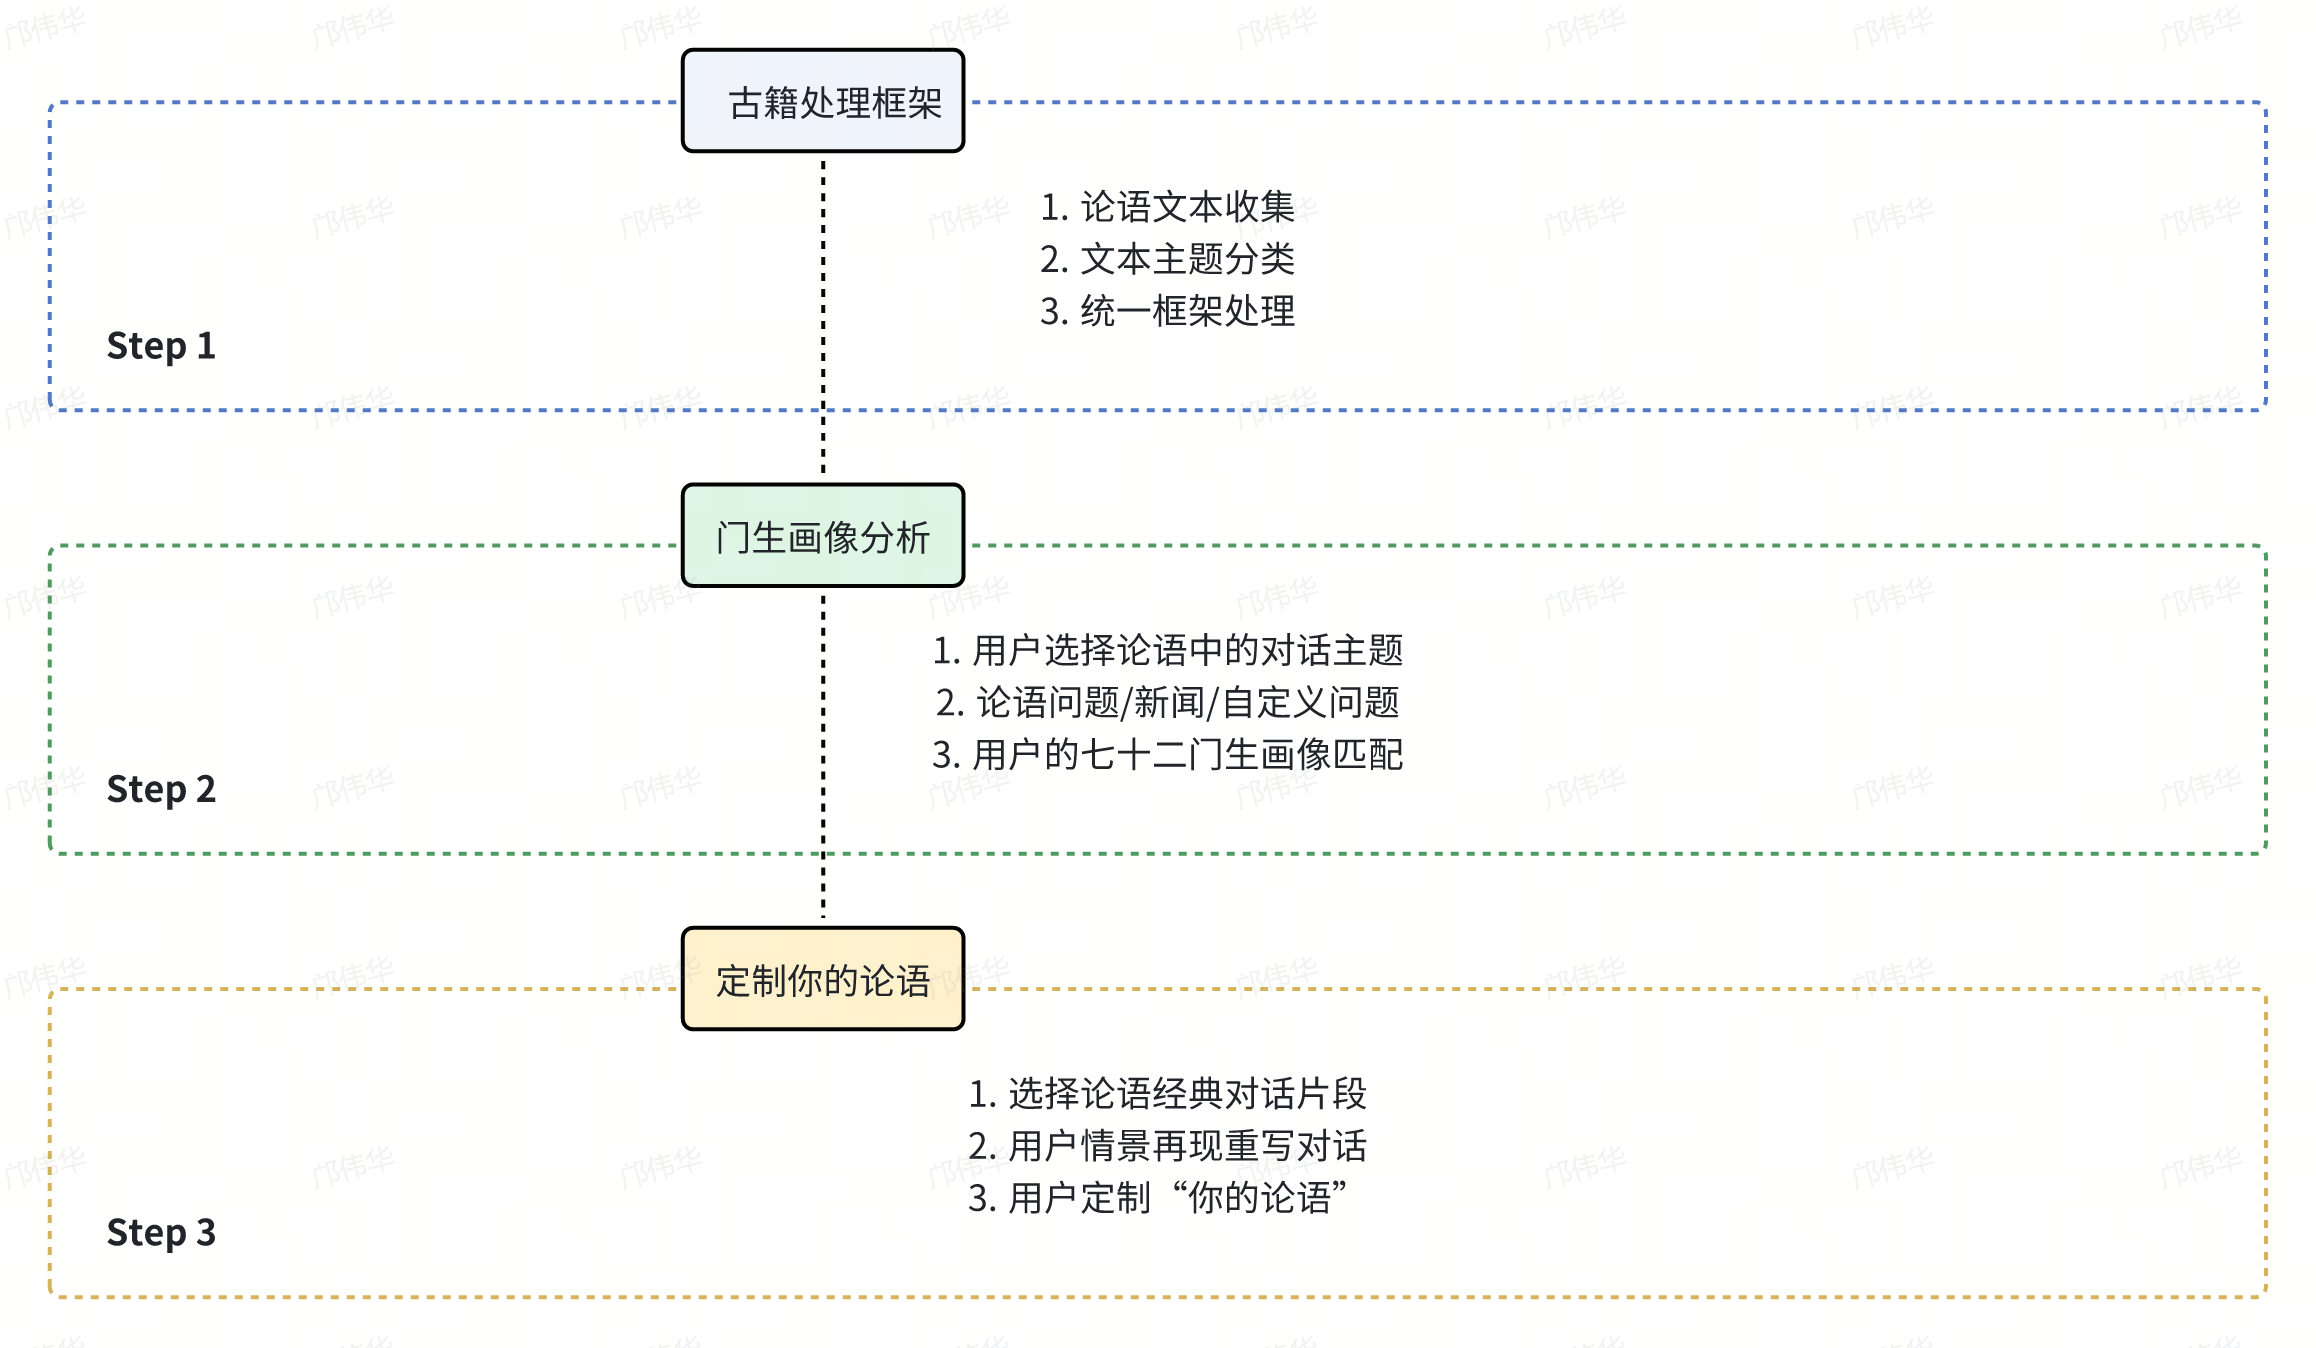 古籍处理框架
1. 论语文本收集
2. 文本主题分类
3. 统一框架处理
Step 1
门生画像分析
1. 用户选择论语中的对话主题
2. 论语问题/新闻/自定义问题
3. 用户的七十二门生画像匹配
Step 2
定制你的论语
1. 选择论语经典对话片段
2. 用户情景再现重写对话
3. 用户定制“你的论语”
Step 3
邝伟华